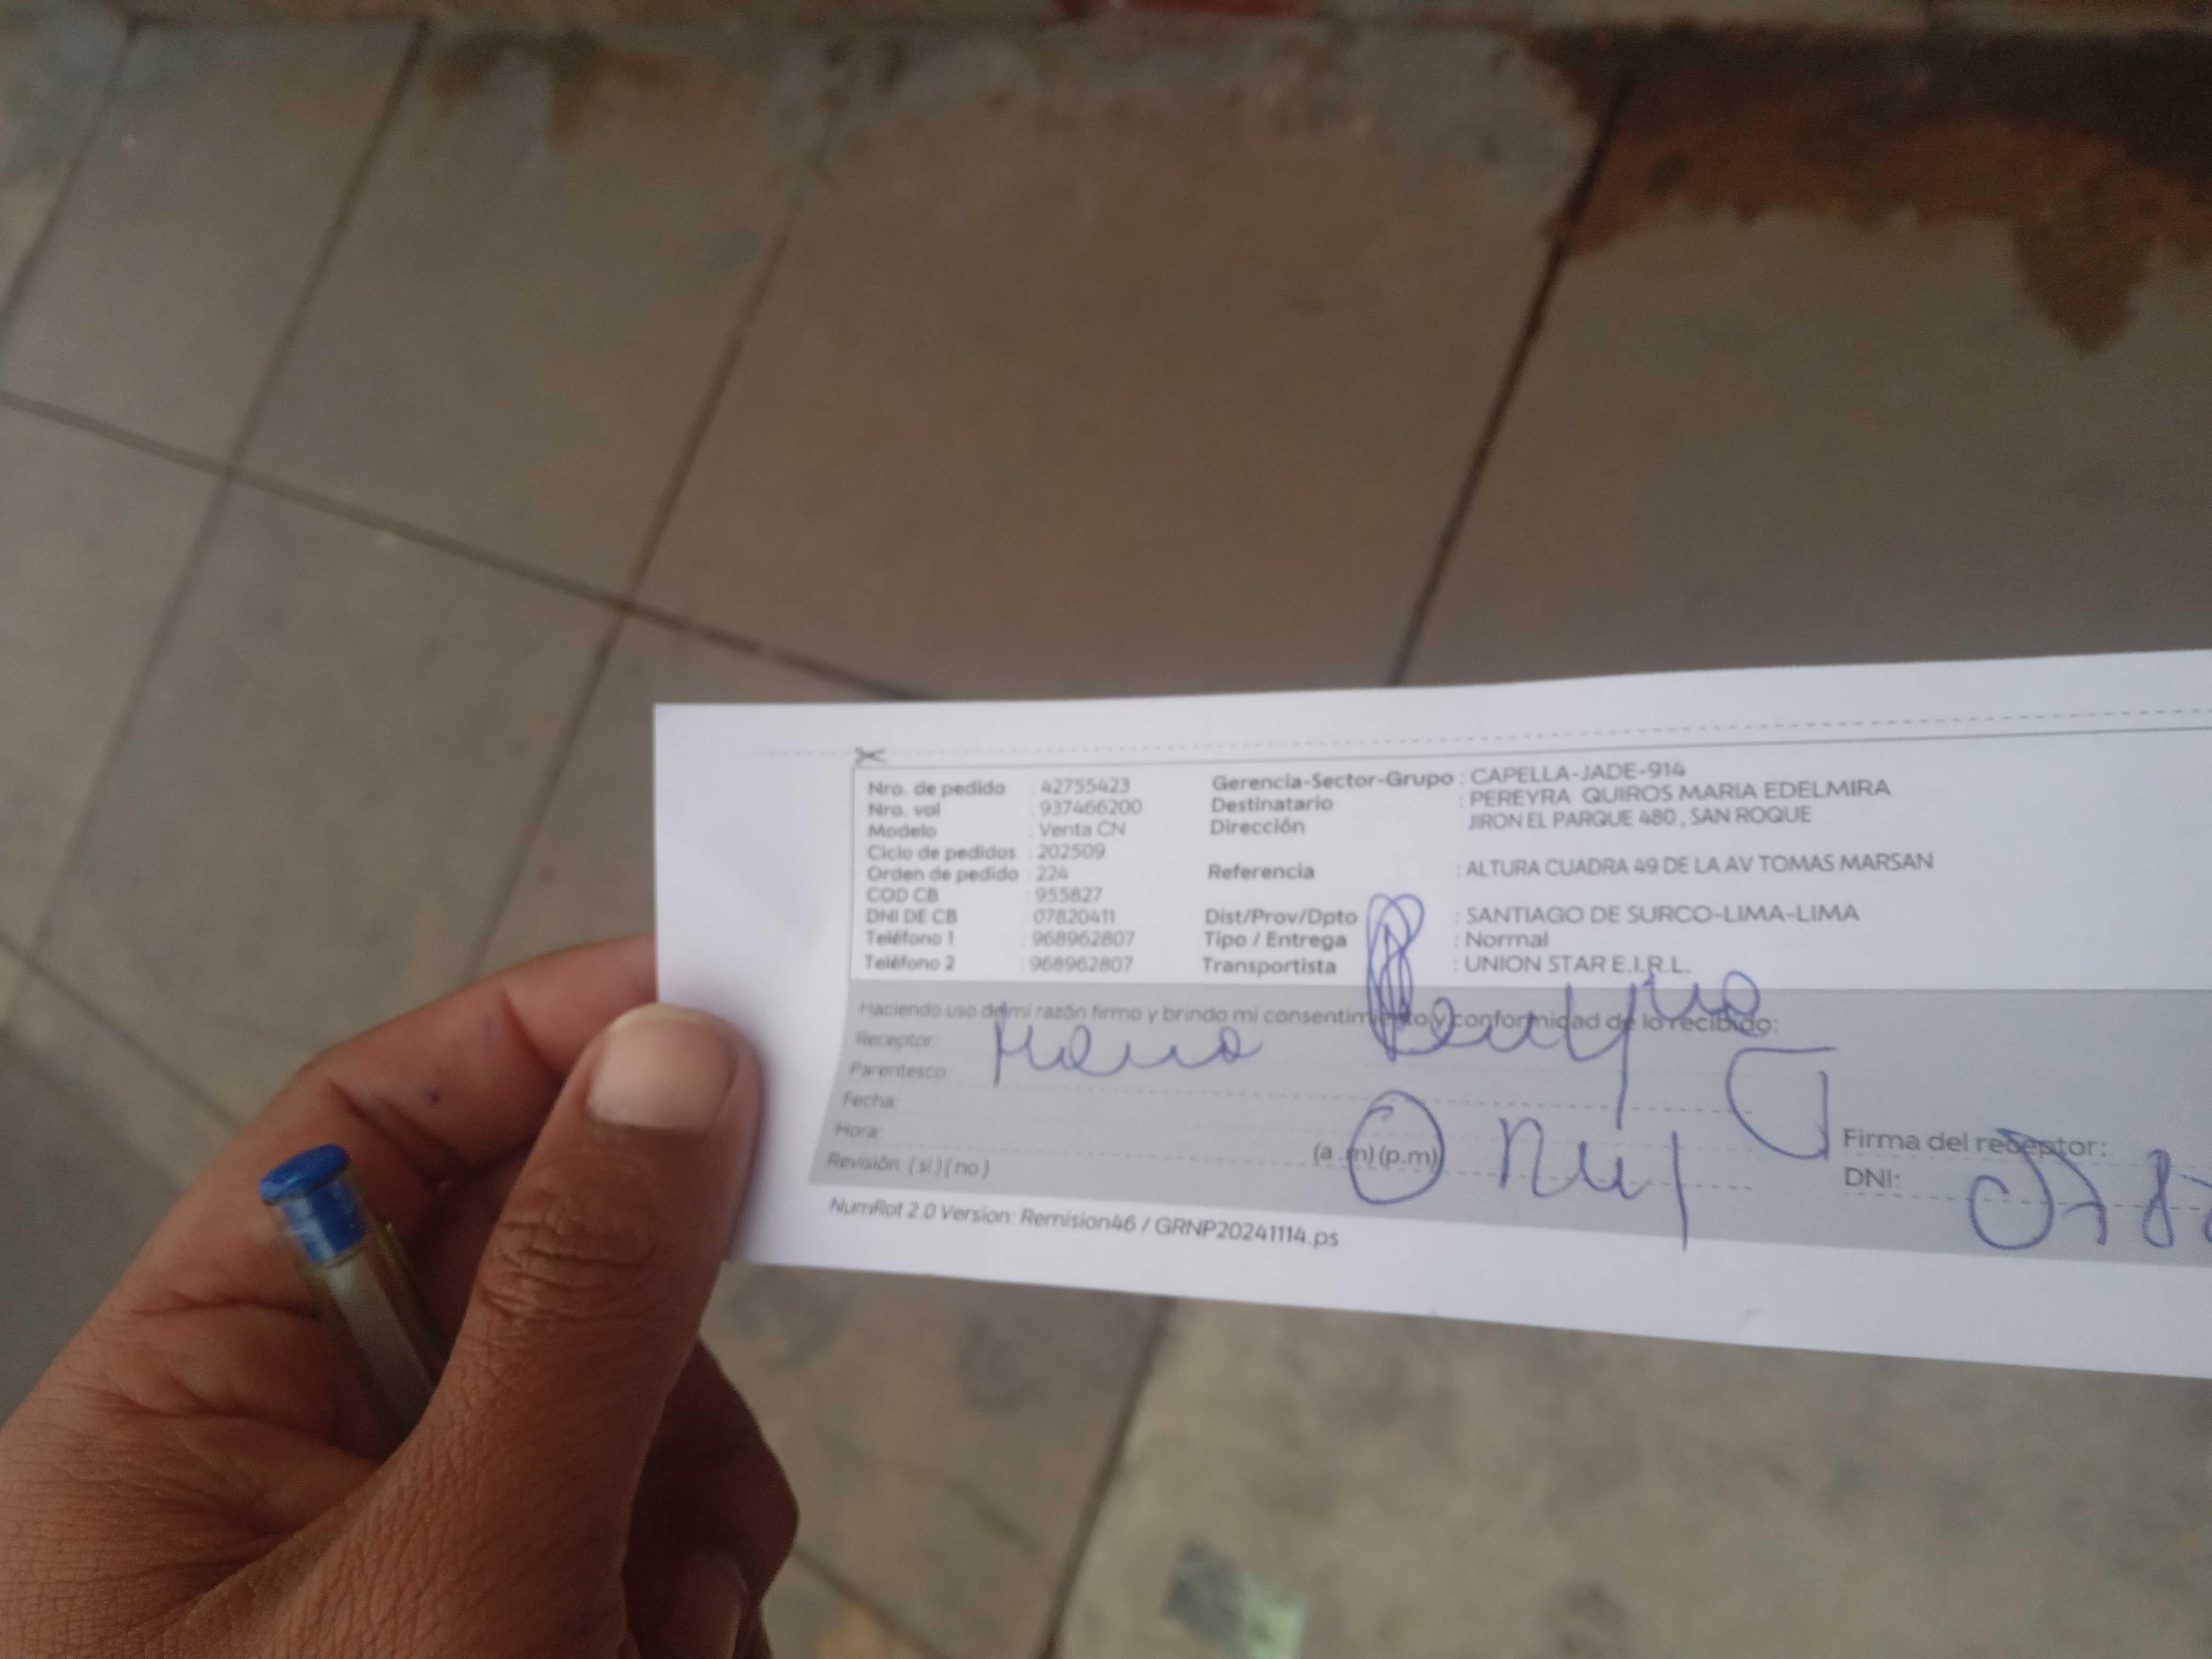 Nro. de pedido : 42755423 Gerencia-Sector-Grupo : CAPELLA-JADE-914
Nro. vol : 937466200 Destinatario : PEREYRA QUIROS MARIA EDELMIRA
Modelo : Venta CN Dirección JIRON EL PARQUE 480 , SAN ROQUE
Ciclo de pedidos : 202509
Orden de pedido : 224 Referencia : ALTURA CUADRA 49 DE LA AV TOMAS MARSAN
COD CB : 955827
DNI DE CB : 07820411 Dist/Prov/Dpto : SANTIAGO DE SURCO-LIMA-LIMA
Teléfono 1 : 968962807 Tipo / Entrega : Normal
Teléfono 2 : 968962807 Transportista : UNION STAR E.I.R.L.
Haciendo uso de mi razón firmo y brindo mi consentimiento y conformidad de lo recibido:
Receptor:
Parentesco:
Fecha:
Hora: (a .m) (p.m) Firma del receptor:
Revisión: ( si ) ( no ) DNI: 078
NumRot 2.0 Version: Remision46 / GRNP20241114.ps